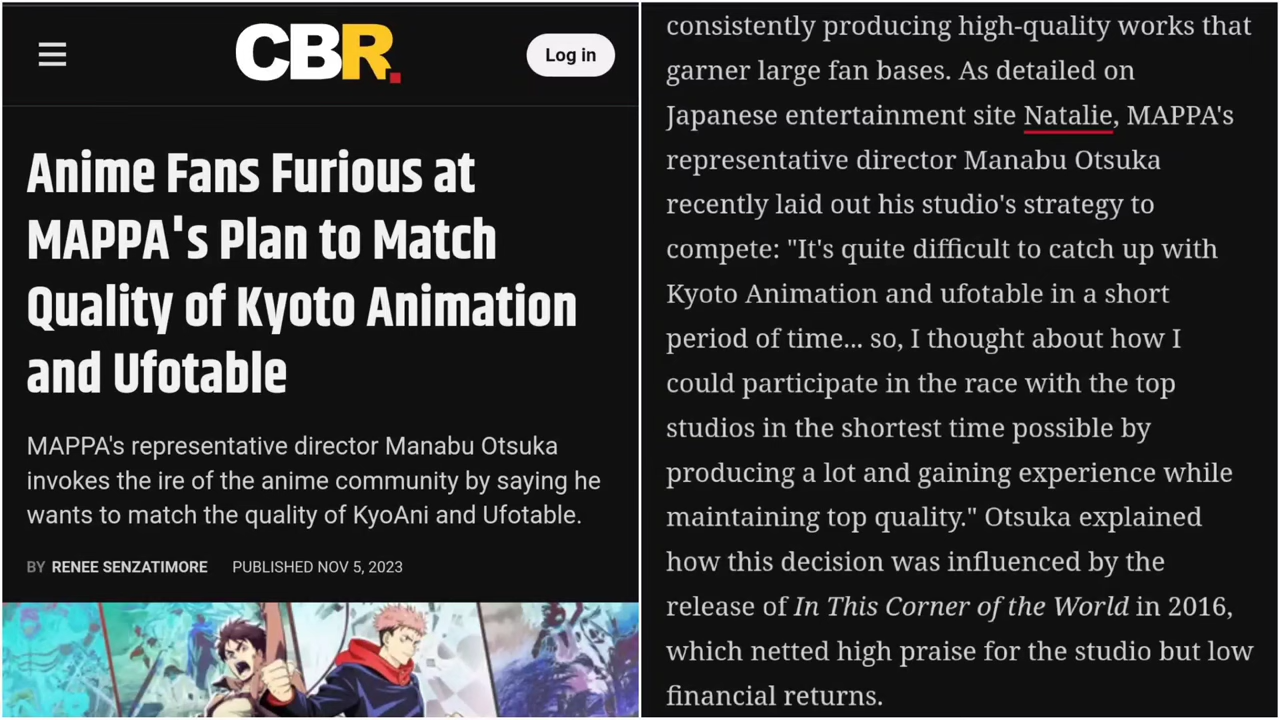 CBR.
Log in
Anime Fans Furious at
MAPPA's Plan to Match
Quality of Kyoto Animation
and Ufotable
MAPPA's representative director Manabu Otsuka
invokes the ire of the anime community by saying he
wants to match the quality of KyoAni and Ufotable.
BY RENEE SENZATIMORE PUBLISHED NOV 5, 2023
consistently producing high-quality works that
garner large fan bases. As detailed on
Japanese entertainment site Natalie, MAPPA's
representative director Manabu Otsuka
recently laid out his studio's strategy to
compete: "It's quite difficult to catch up with
Kyoto Animation and ufotable in a short
period of time... so, I thought about how I
could participate in the race with the top
studios in the shortest time possible by
producing a lot and gaining experience while
maintaining top quality." Otsuka explained
how this decision was influenced by the
release of In This Corner of the World in 2016,
which netted high praise for the studio but low
financial returns.